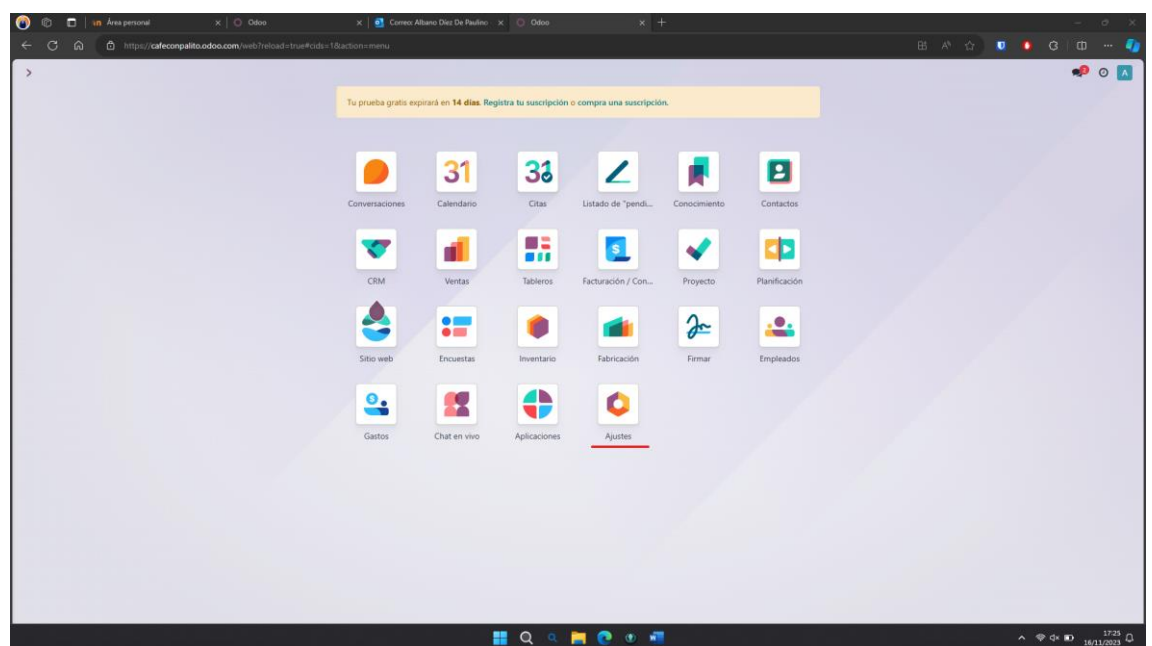 Área personal
Odoo
Correo: Albano Díez De Paulino
Odoo
https://cafeconpalito.odoo.com/web?reload=true#cids=1&action=menu
7
A
Tu prueba gratis expirará en 14 días. Registra tu suscripción o compra una suscripción.
31 31
Conversaciones Calendario Citas Listado de "pendi... Conocimiento Contactos
CRM Ventas Tableros Facturación / Con... Proyecto Planificación
Sitio web Encuestas Inventario Fabricación Firmar Empleados
Gastos Chat en vivo Aplicaciones Ajustes
17:25
16/11/2023